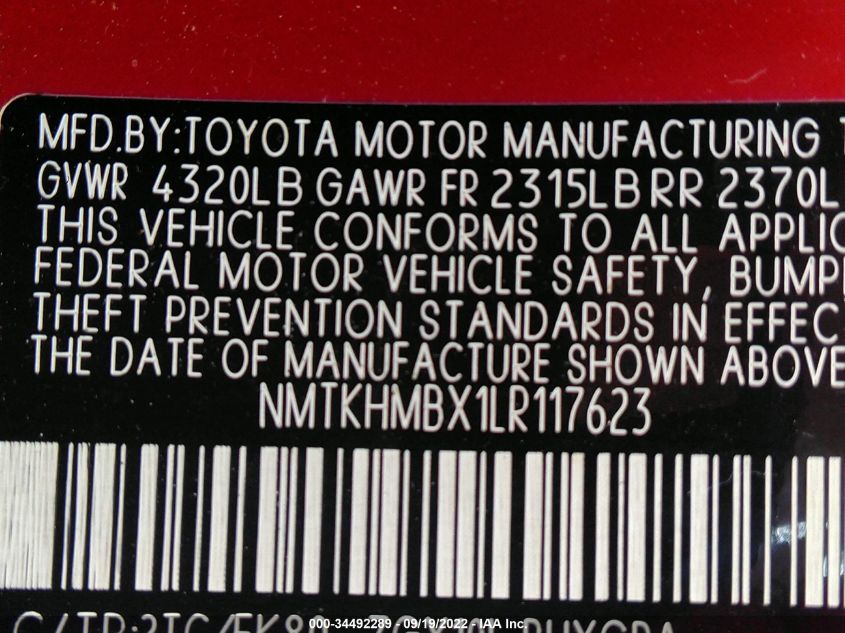 MFD.BY:TOYOTA MOTOR MANUFACTURING
GVWR 4320LB GAWR FR 2315LB RR 2370L
THIS VEHICLE CONFORMS TO ALL APPLIC
FEDERAL MOTOR VEHICLE SAFETY, BUMP
THEFT PREVENTION STANDARDS IN EFFEC
THE DATE OF MANUFACTURE SHOWN ABOVE
NMTKHMBX1LR117623
000-34492289 - 09/19/2022 - IAA Inc.